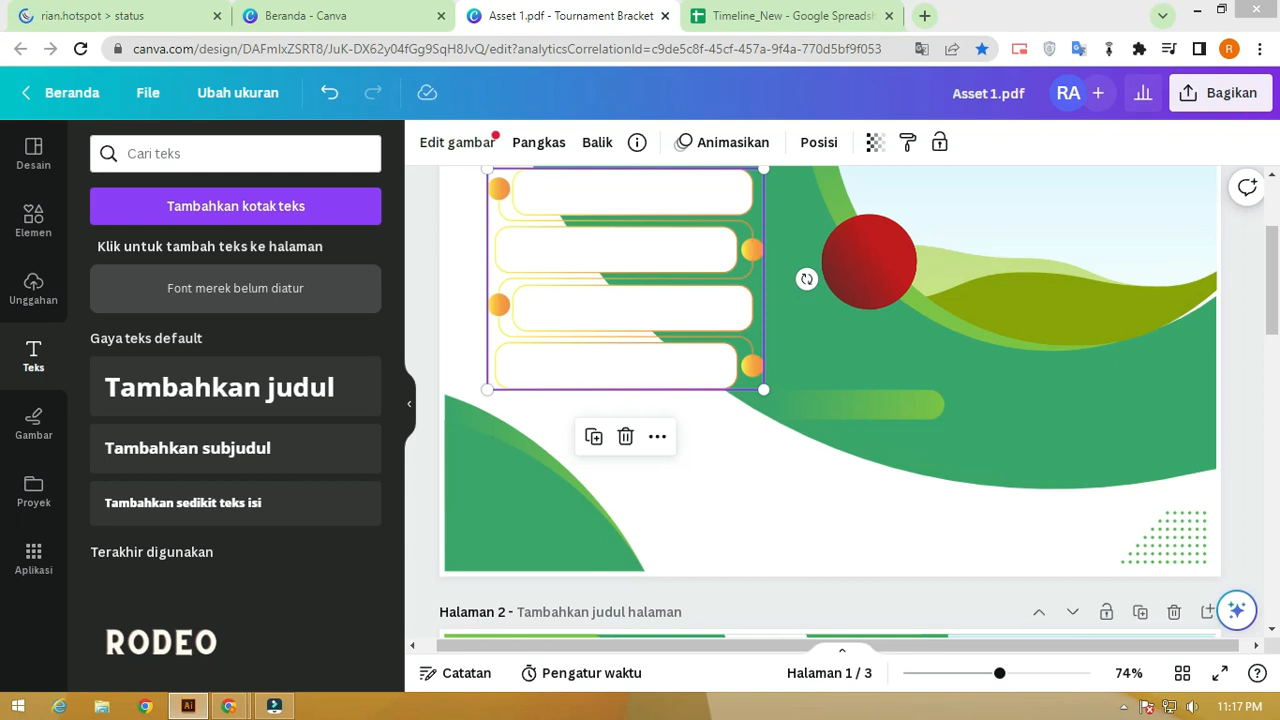 rian.hotspot > status
Beranda - Canva
Asset 1.pdf - Tournament Bracket
Timeline_New - Google Spreads
canva.com/design/DAFmIxZSRT8/JuK-DX62y04fGg9SqH8JvQ/edit?analyticsCorrelationId=c9de5c8f-45cf-457a-9f4a-770d5bf9f053
R
Beranda
File
Ubah ukuran
Asset 1.pdf
RA
Bagikan
Edit gambar
Pangkas
Balik
Animasikan
Posisi
Desain
Elemen
Unggahan
Teks
Gambar
Proyek
Aplikasi
Cari teks
Tambahkan kotak teks
Klik untuk tambah teks ke halaman
Font merek belum diatur
Gaya teks default
Tambahkan judul
Tambahkan subjudul
Tambahkan sedikit teks isi
Terakhir digunakan
RODEO
Halaman 2 - Tambahkan judul halaman
Catatan
Pengatur waktu
Halaman 1 / 3
74%
Ai
11:17 PM